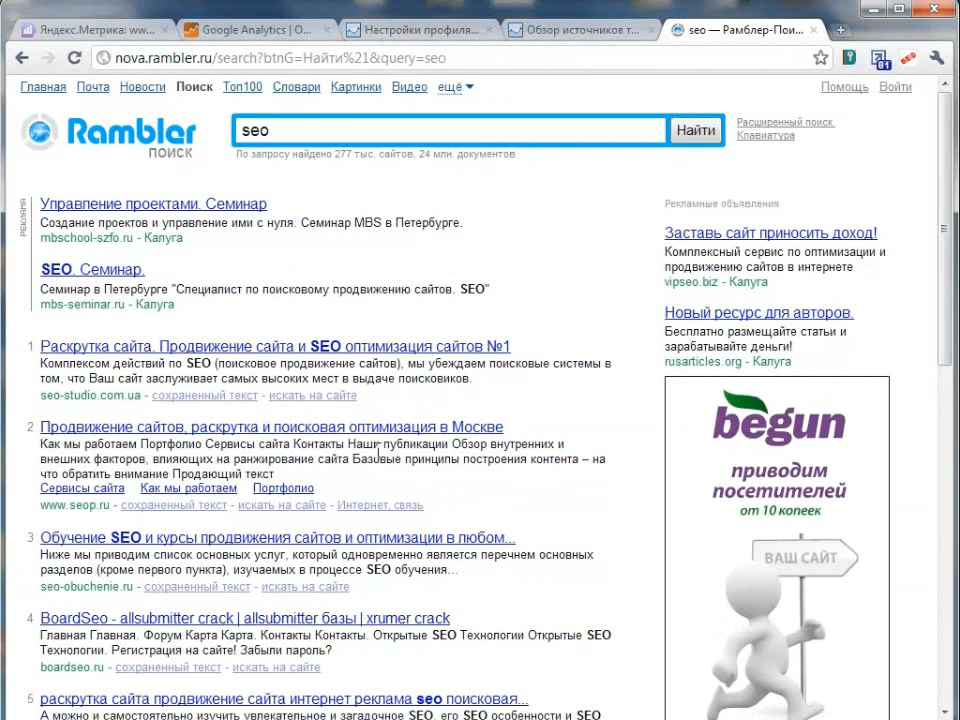 Яндекс.Метрика: ww...
Google Analytics | О...
Настройки профиля...
Обзор источников т...
seo — Рамблер-Пои...
nova.rambler.ru/search?btnG=Найти%21&query=seo
81
Главная Почта Новости Поиск Топ100 Словари Картинки Видео ещё
Помощь Войти
Rambler
ПОИСК
seo
Найти
Расширенный поиск
Клавиатура
По запросу найдено 277 тыс. сайтов, 24 млн. документов
РЕКЛАМА
Управление проектами. Семинар
Создание проектов и управление ими с нуля. Семинар MBS в Петербурге.
mbschool-szfo.ru - Калуга
SEO. Семинар.
Семинар в Петербурге "Специалист по поисковому продвижению сайтов. SEO"
mbs-seminar.ru - Калуга
1 Раскрутка сайта. Продвижение сайта и SEO оптимизация сайтов №1
Комплексом действий по SEO (поисковое продвижение сайтов), мы убеждаем поисковые системы в
том, что Ваш сайт заслуживает самых высоких мест в выдаче поисковиков.
seo-studio.com.ua - сохраненный текст - искать на сайте
2 Продвижение сайтов, раскрутка и поисковая оптимизация в Москве
Как мы работаем Портфолио Сервисы сайта Контакты Наши публикации Обзор внутренних и
внешних факторов, влияющих на ранжирование сайта Базовые принципы построения контента – на
что обратить внимание Продающий текст
Сервисы сайта Как мы работаем Портфолио
www.seop.ru - сохраненный текст - искать на сайте - Интернет, связь
3 Обучение SEO и курсы продвижения сайтов и оптимизации в любом...
Ниже мы приводим список основных услуг, который одновременно является перечнем основных
разделов (кроме первого пункта), изучаемых в процессе SEO обучения...
seo-obuchenie.ru - сохраненный текст - искать на сайте
4 BoardSeo - allsubmitter crack | allsubmitter базы | xrumer crack
Главная Главная. Форум Карта Карта. Контакты Контакты. Открытые SEO Технологии Открытые SEO
Технологии. Регистрация на сайте! Забыли пароль?
boardseo.ru - сохраненный текст - искать на сайте
5 раскрутка сайта продвижение сайта интернет реклама seo поисковая...
А можно и самостоятельно изучить увлекательное и загадочное SEO, его SEO особенности и SEO
Рекламные объявления
Заставь сайт приносить доход!
Комплексный сервис по оптимизации и
продвижению сайтов в интернете
vipseo.biz - Калуга
Новый ресурс для авторов.
Бесплатно размещайте статьи и
зарабатывайте деньги!
rusarticles.org - Калуга
begun
приводим
посетителей
от 10 копеек
ВАШ САЙТ